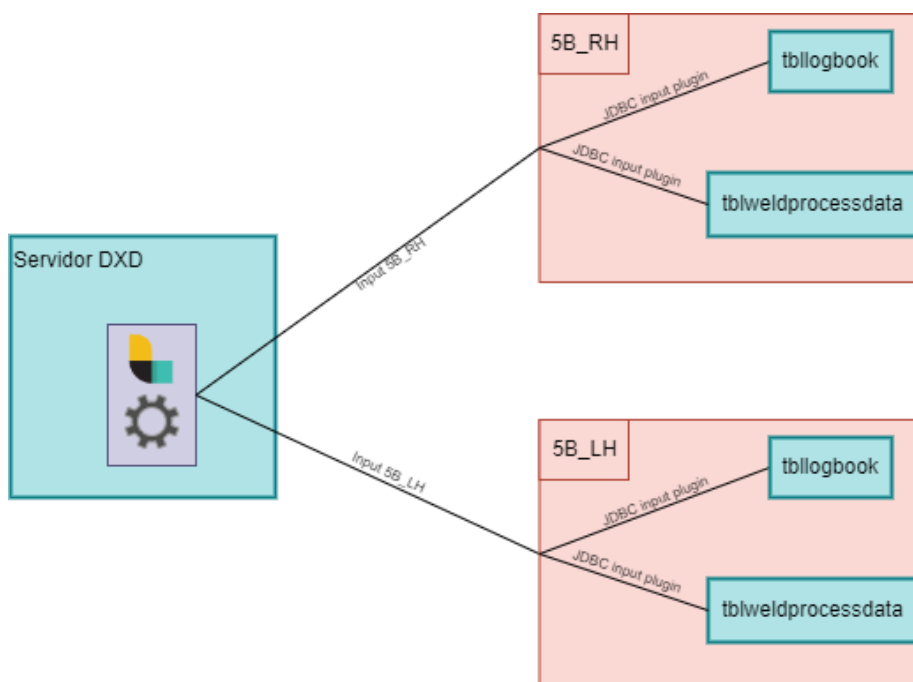 5B_RH
tbllogbook
JDBC input plugin
JDBC input plugin
tblweldprocessdata
Servidor DXD
Input 5B_RH
Input 5B_LH
5B_LH
tbllogbook
JDBC input plugin
JDBC input plugin
tblweldprocessdata